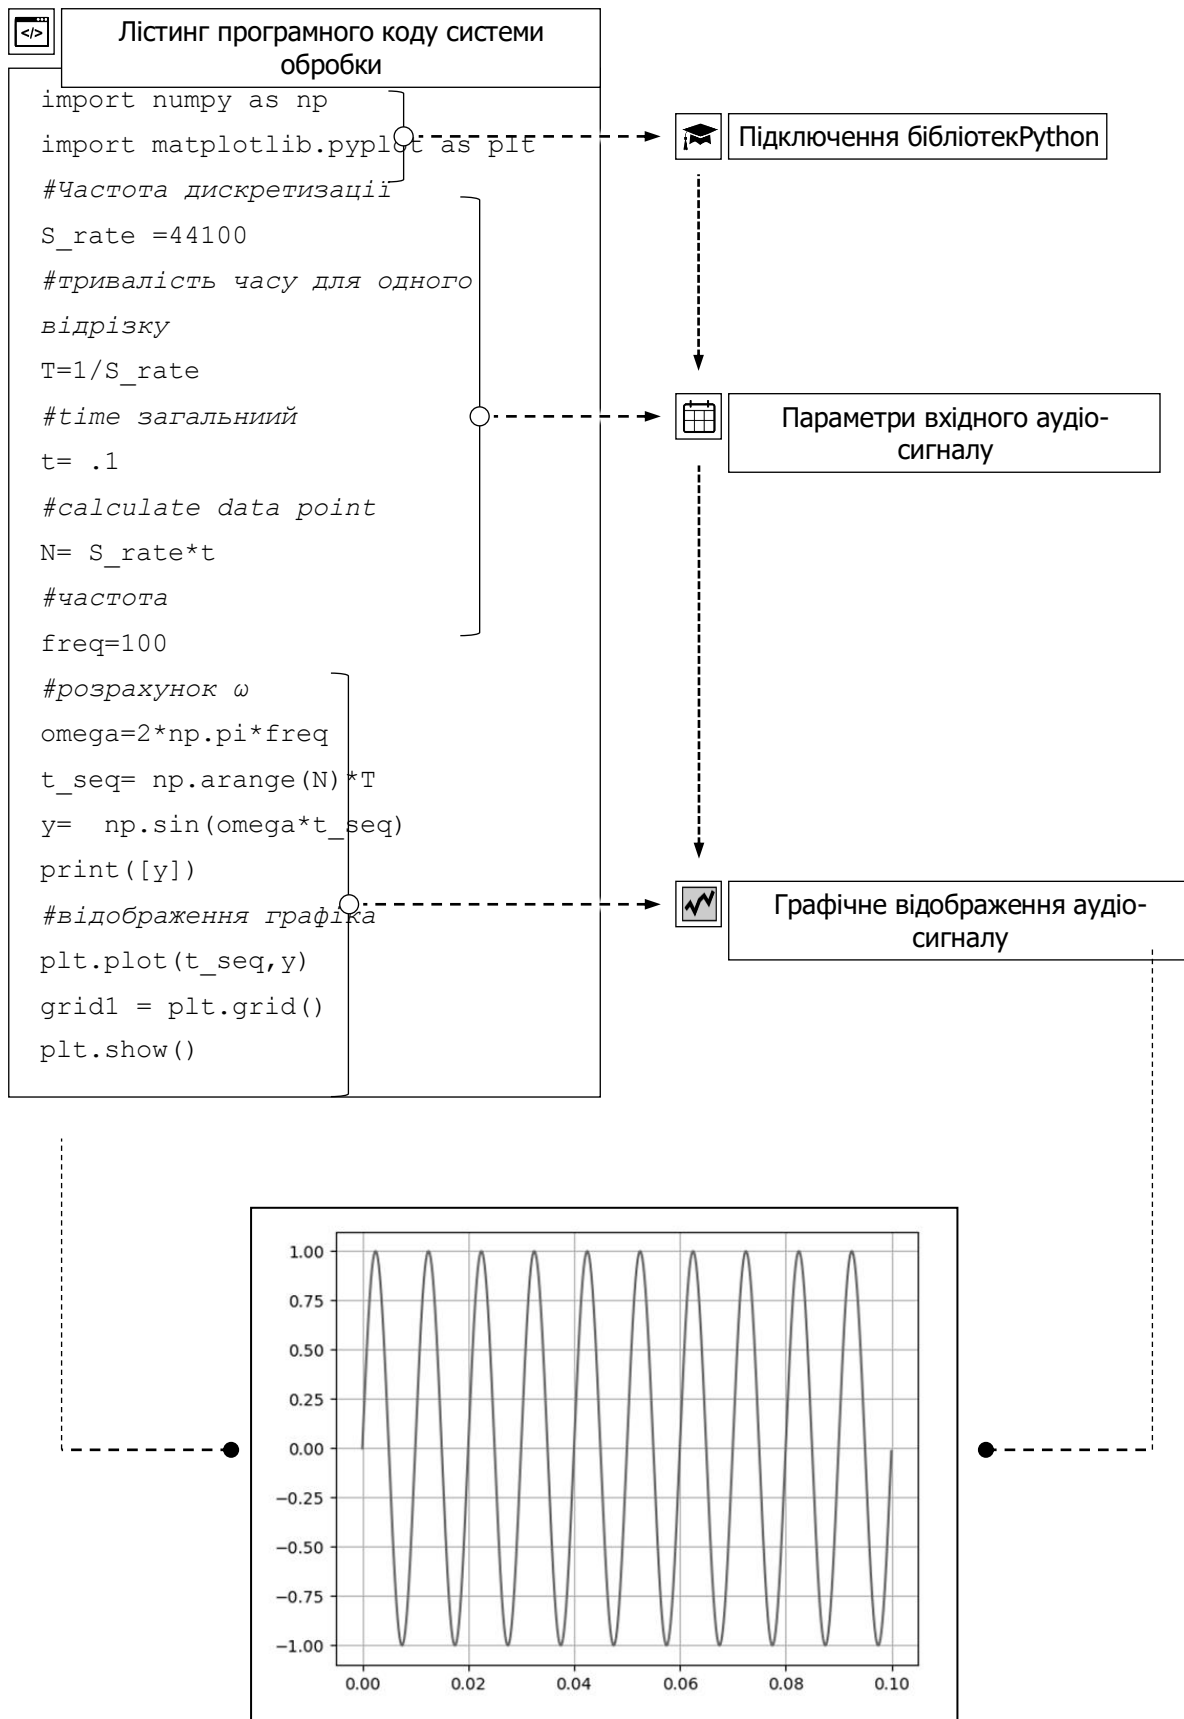 </>
Лістинг програмного коду системи
обробки
import numpy as np
import matplotlib.pyplot as pIt
#Частота дискретизації
S_rate =44100
#тривалість часу для одного
відрізку
T=1/S_rate
#time загальниий
t= .1
#calculate data point
N= S_rate*t
#частота
freq=100
#розрахунок ω
omega=2*np.pi*freq
t_seq= np.arange(N)*T
y=  np.sin(omega*t_seq)
print([y])
#відображення графіка
plt.plot(t_seq,y)
grid1 = plt.grid()
plt.show()
Підключення бібліотекPython
Параметри вхідного аудіо-
сигналу
Графічне відображення аудіо-
сигналу
1.00
0.75
0.50
0.25
0.00
−0.25
−0.50
−0.75
−1.00
0.00 0.02 0.04 0.06 0.08 0.10